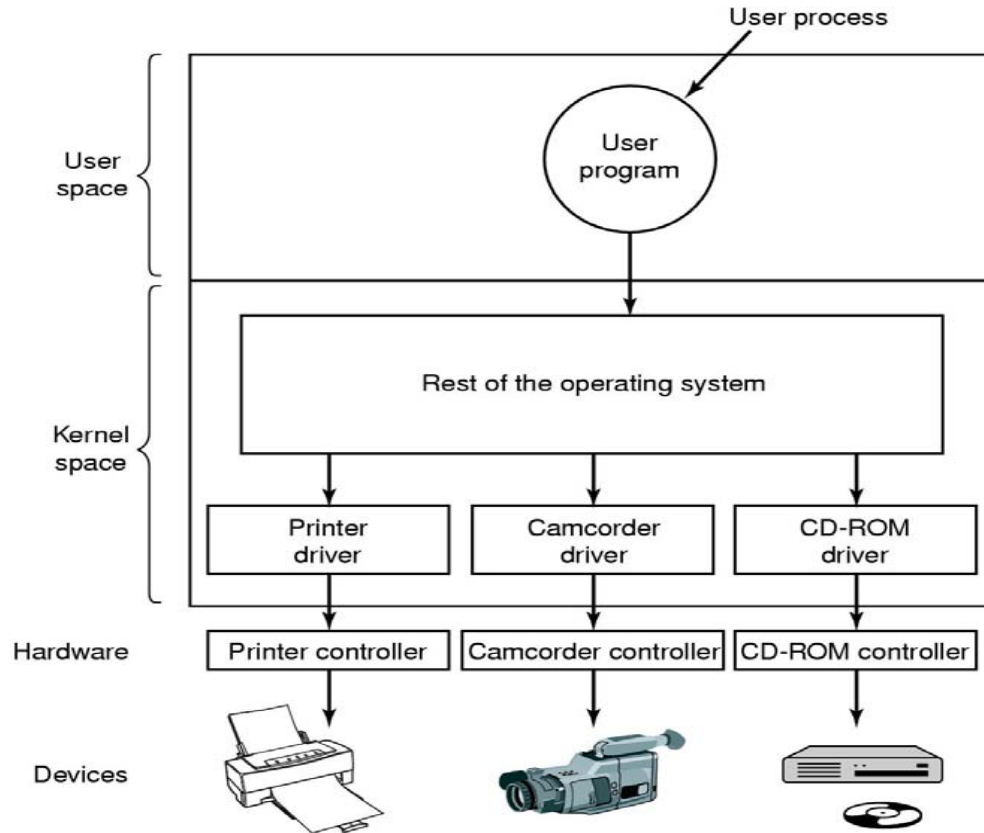 User process
User
space
User
program
Kernel
space
Rest of the operating system
Printer
driver
Camcorder
driver
CD-ROM
driver
Hardware
Printer controller
Camcorder controller
CD-ROM controller
Devices